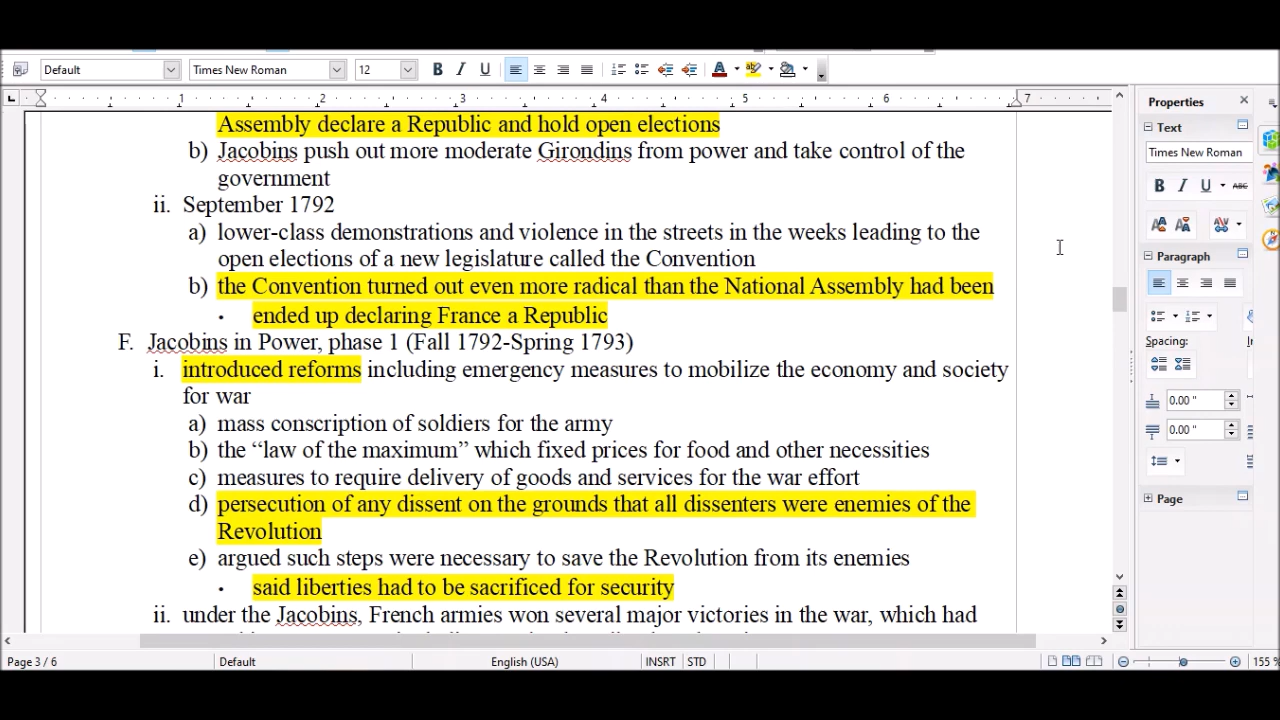 Default Times New Roman 12 B I U
1 2 3 4 5 6 7
Assembly declare a Republic and hold open elections
b) Jacobins push out more moderate Girondins from power and take control of the
government
ii. September 1792
a) lower-class demonstrations and violence in the streets in the weeks leading to the
open elections of a new legislature called the Convention
b) the Convention turned out even more radical than the National Assembly had been
• ended up declaring France a Republic
F. Jacobins in Power, phase 1 (Fall 1792-Spring 1793)
i. introduced reforms including emergency measures to mobilize the economy and society
for war
a) mass conscription of soldiers for the army
b) the “law of the maximum” which fixed prices for food and other necessities
c) measures to require delivery of goods and services for the war effort
d) persecution of any dissent on the grounds that all dissenters were enemies of the
Revolution
e) argued such steps were necessary to save the Revolution from its enemies
• said liberties had to be sacrificed for security
ii. under the Jacobins, French armies won several major victories in the war, which had
Properties
Text
Times New Roman
B I U ABC
Paragraph
Spacing:
0.00 "
0.00 "
Page
Page 3 / 6 Default English (USA) INSRT STD 155 %